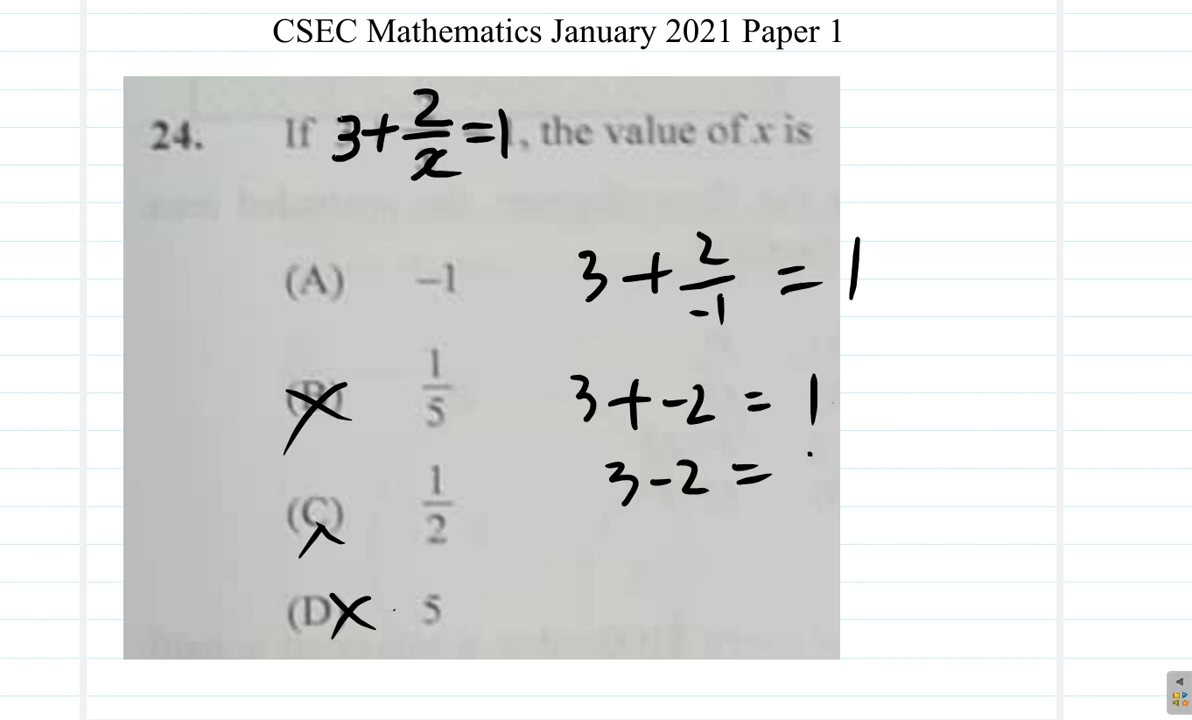 CSEC Mathematics January 2021 Paper 1
24. If 3+2/x=1, the value of x is
(A) -1
3+2/-1=1
(B) 1/5
3+-2=1
3-2=
(C) 1/2
(D) 5